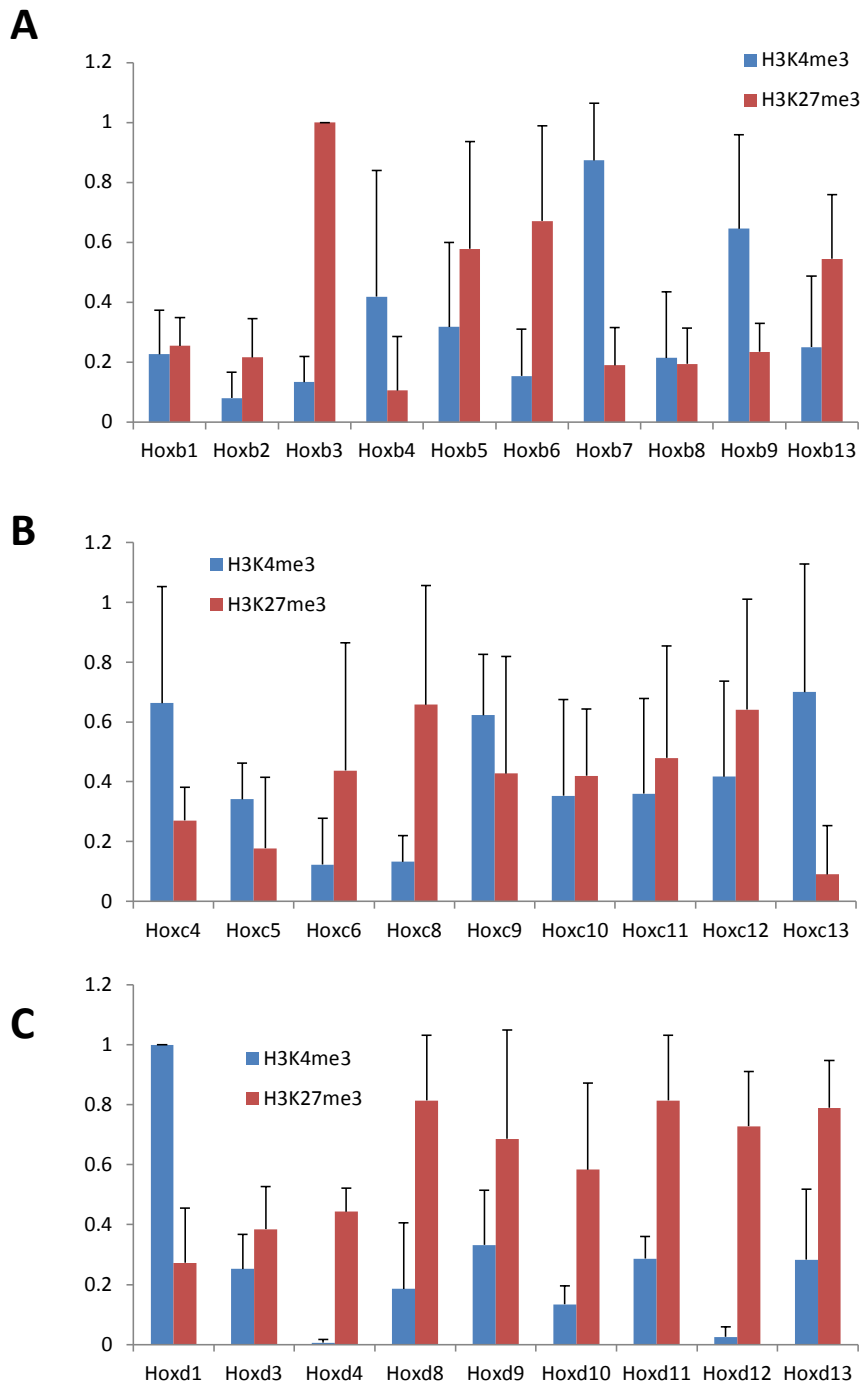 A
1.2
1
0.8
0.6
0.4
0.2
0
H3K4me3
H3K27me3
Hoxb1 Hoxb2 Hoxb3 Hoxb4 Hoxb5 Hoxb6 Hoxb7 Hoxb8 Hoxb9 Hoxb13
B
1.2
1
0.8
0.6
0.4
0.2
0
H3K4me3
H3K27me3
Hoxc4 Hoxc5 Hoxc6 Hoxc8 Hoxc9 Hoxc10 Hoxc11 Hoxc12 Hoxc13
C
1.2
1
0.8
0.6
0.4
0.2
0
H3K4me3
H3K27me3
Hoxd1 Hoxd3 Hoxd4 Hoxd8 Hoxd9 Hoxd10 Hoxd11 Hoxd12 Hoxd13